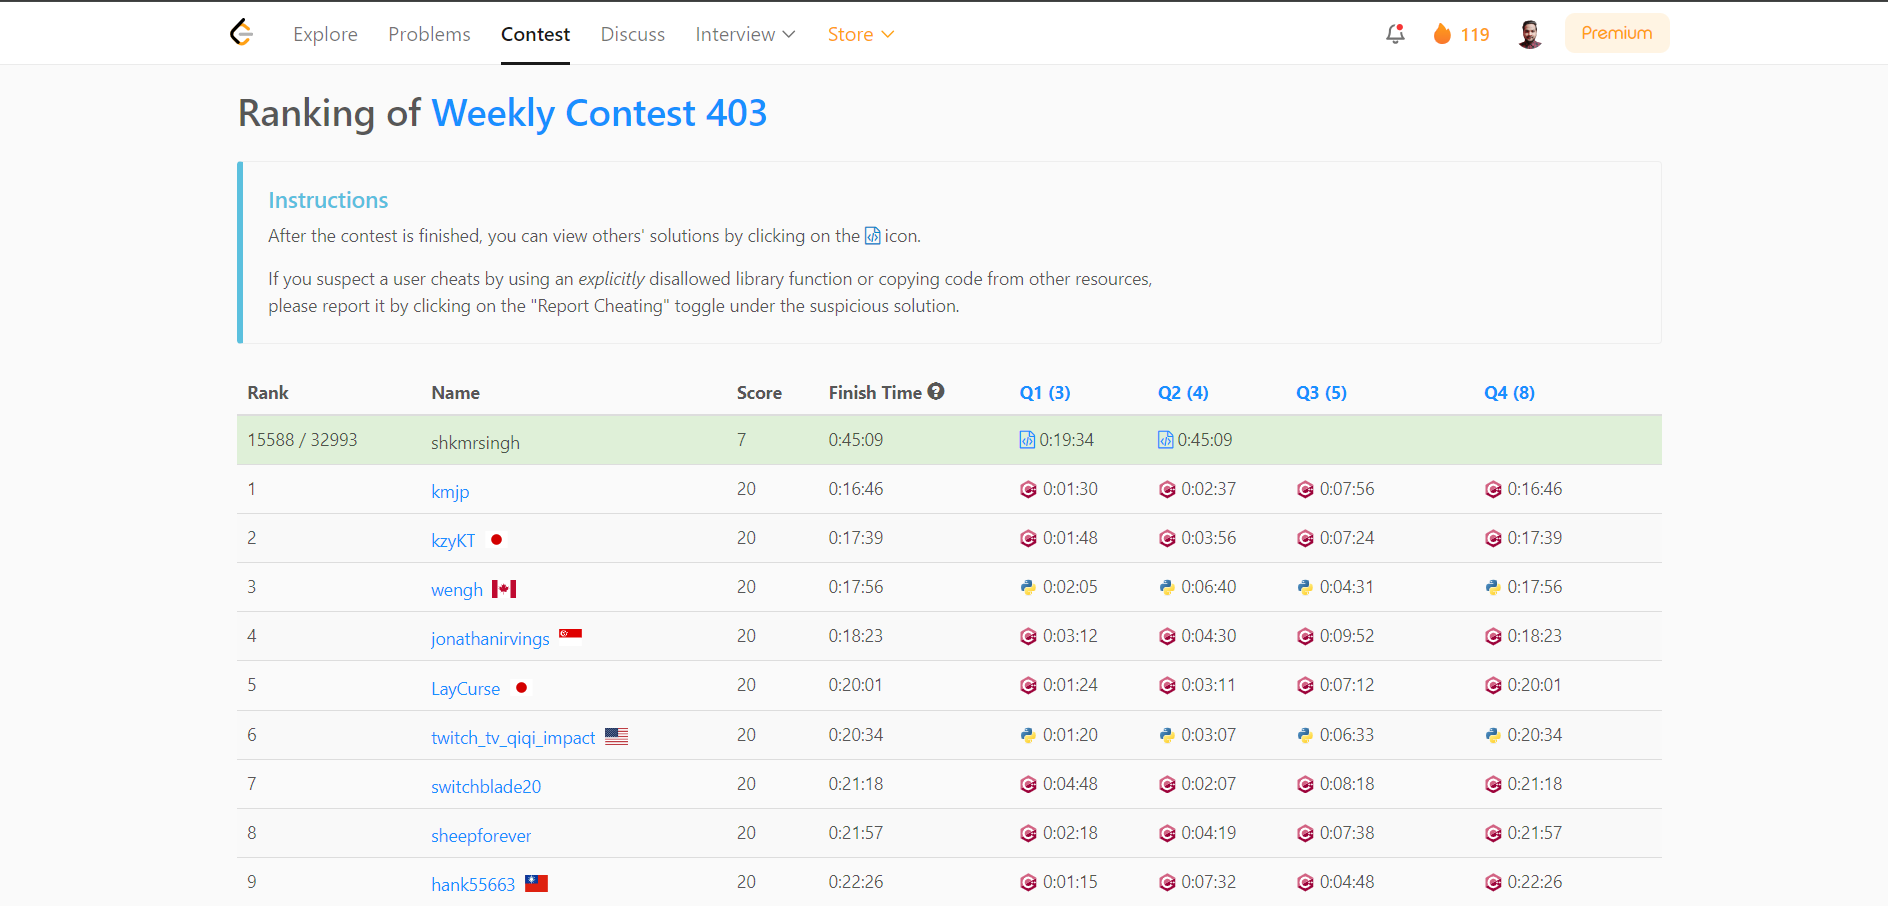 Explore Problems Contest Discuss Interview Store 119 Premium
Ranking of Weekly Contest 403
Instructions
After the contest is finished, you can view others' solutions by clicking on the icon.
If you suspect a user cheats by using an explicitly disallowed library function or copying code from other resources,
please report it by clicking on the "Report Cheating" toggle under the suspicious solution.
Rank Name Score Finish Time ? Q1 (3) Q2 (4) Q3 (5) Q4 (8)
15588 / 32993 shkmrsingh 7 0:45:09 0:19:34 0:45:09
1 kmjp 20 0:16:46 0:01:30 0:02:37 0:07:56 0:16:46
2 kzyKT 20 0:17:39 0:01:48 0:03:56 0:07:24 0:17:39
3 wengh 20 0:17:56 0:02:05 0:06:40 0:04:31 0:17:56
4 jonathanirvings 20 0:18:23 0:03:12 0:04:30 0:09:52 0:18:23
5 LayCurse 20 0:20:01 0:01:24 0:03:11 0:07:12 0:20:01
6 twitch_tv_qiqi_impact 20 0:20:34 0:01:20 0:03:07 0:06:33 0:20:34
7 switchblade20 20 0:21:18 0:04:48 0:02:07 0:08:18 0:21:18
8 sheepforever 20 0:21:57 0:02:18 0:04:19 0:07:38 0:21:57
9 hank55663 20 0:22:26 0:01:15 0:07:32 0:04:48 0:22:26